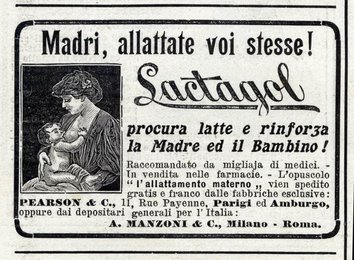 Madri, allattate voi stesse!
Lactagol
procura latte e rinforza
la Madre ed il Bambino!
Raccomandato da migliaja di medici. -
In vendita nelle farmacie. - L'opuscolo
" l'allattamento materno „ vien spedito
gratis e franco dalle fabbriche esclusive:
PEARSON & C., 11, Rue Payenne, Parigi ed Amburgo,
oppure dai depositari generali per l'Italia:
A. MANZONI & C., Milano - Roma.